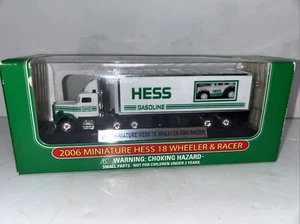 HESS
GASOLINE
MINIATURE HESS 18 WHEELER AND RACER
2006 MINIATURE HESS 18 WHEELER & RACER
WARNING: CHOKING HAZARD-
SMALL PARTS. NOT FOR CHILDREN UNDER 3 YEARS.